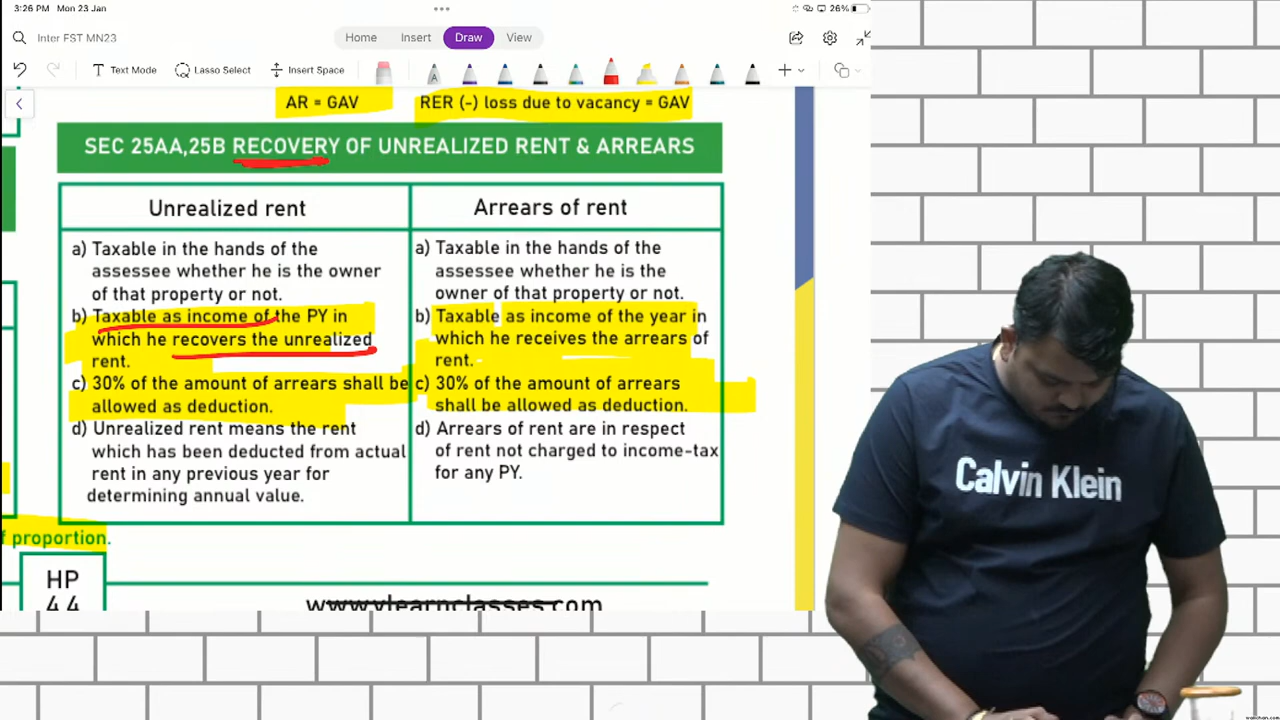 3:26 PM Mon 23 Jan
26%
Inter FST MN23
Home Insert Draw View
Text Mode Lasso Select Insert Space
AR = GAV RER (-) loss due to vacancy = GAV
SEC 25AA,25B RECOVERY OF UNREALIZED RENT & ARREARS
Unrealized rent
a) Taxable in the hands of the
assessee whether he is the owner
of that property or not.
b) Taxable as income of the PY in
which he recovers the unrealized
rent.
c) 30% of the amount of arrears shall be
allowed as deduction.
d) Unrealized rent means the rent
which has been deducted from actual
rent in any previous year for
determining annual value.
Arrears of rent
a) Taxable in the hands of the
assessee whether he is the
owner of that property or not.
b) Taxable as income of the year in
which he receives the arrears of
rent.
c) 30% of the amount of arrears
shall be allowed as deduction.
d) Arrears of rent are in respect
of rent not charged to income-tax
for any PY.
f proportion.
HP
4.4
www.vlearnclasses.com
Calvin Klein